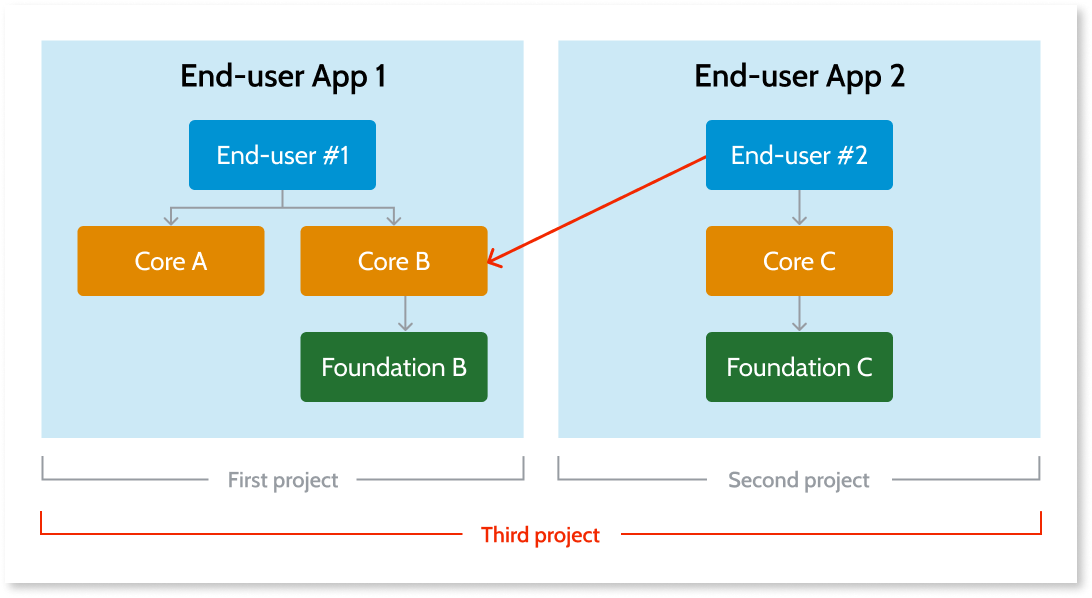 End-user App 1
End-user App 2
End-user #1
End-user #2
Core A
Core B
Core C
Foundation B
Foundation C
First project
Second project
Third project